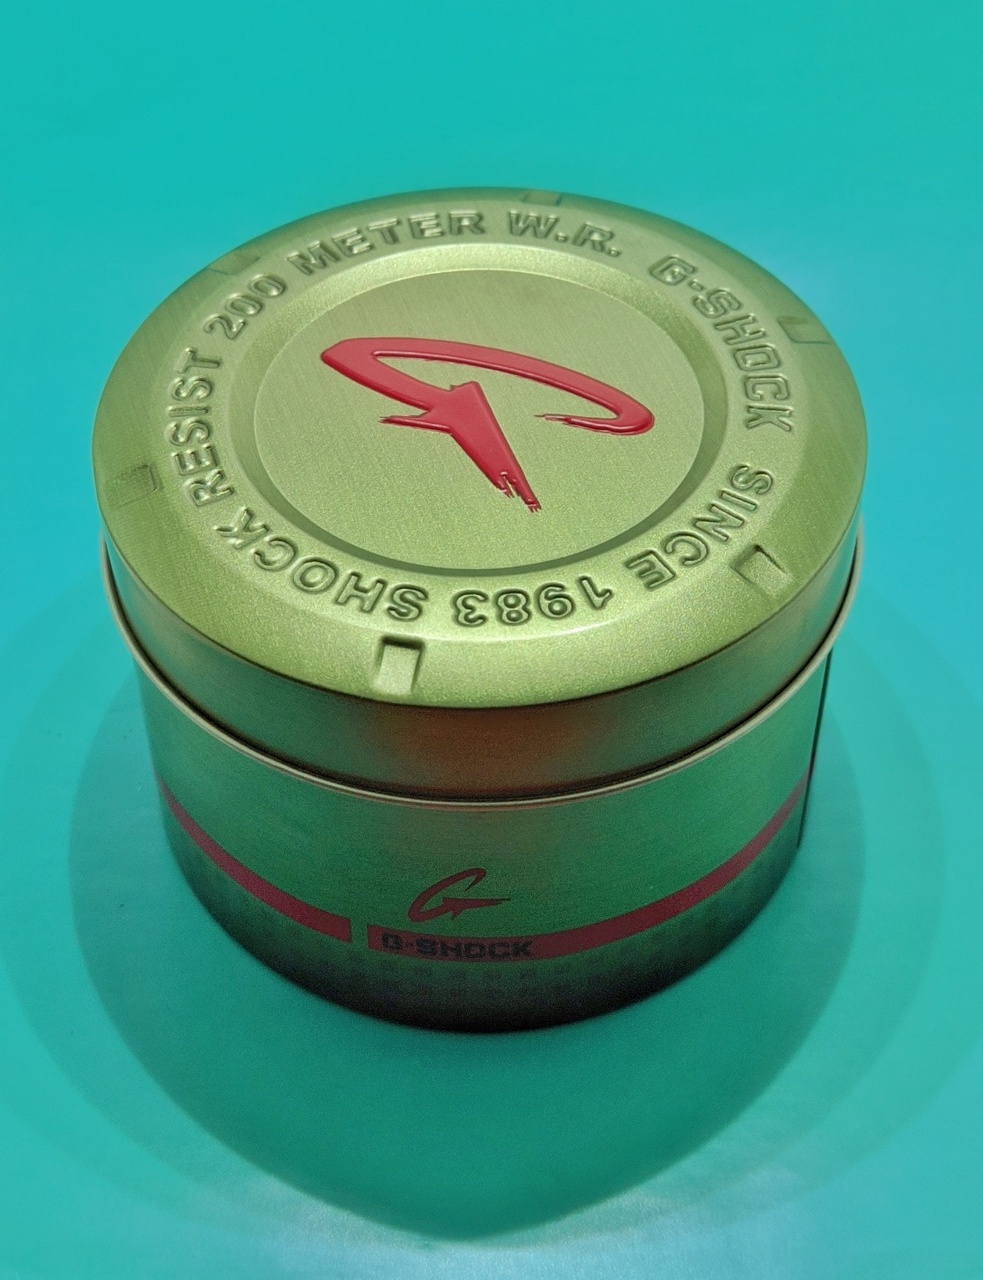 SHOCK RESIST 200 METER W.R. G-SHOCK SINCE 1983
G-SHOCK